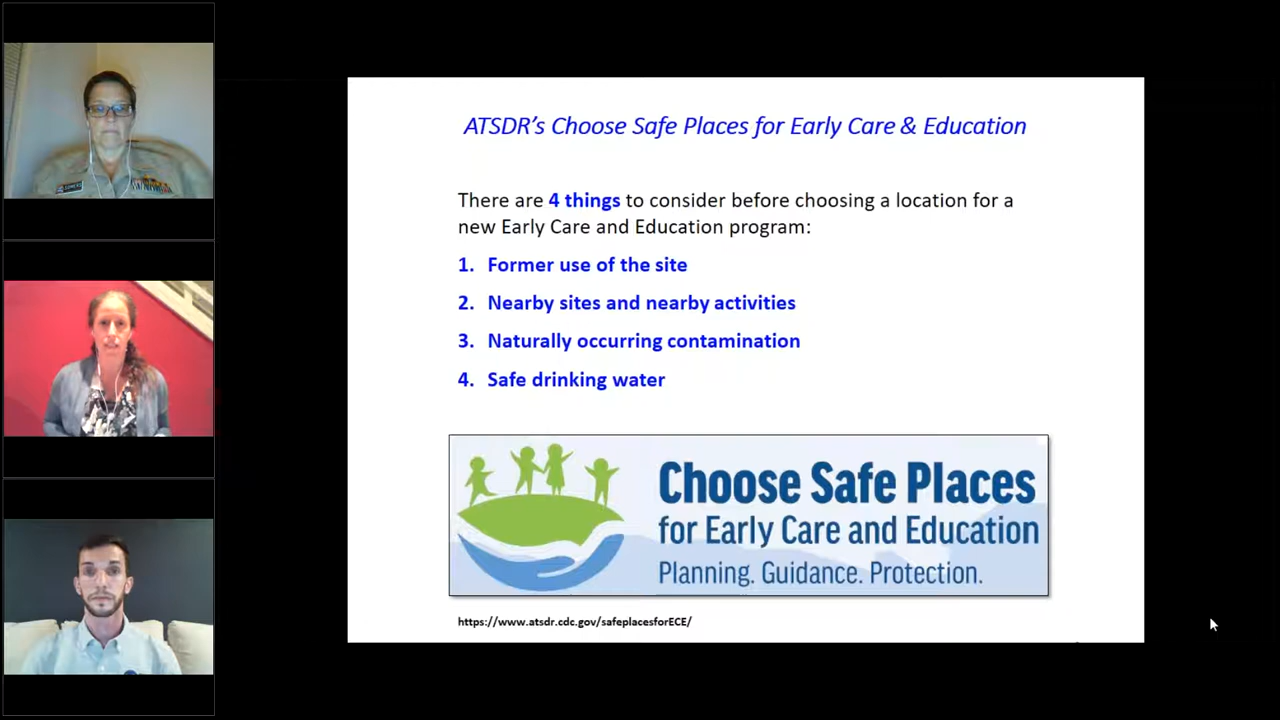 ATSDR's Choose Safe Places for Early Care & Education
There are 4 things to consider before choosing a location for a
new Early Care and Education program:
1. Former use of the site
2. Nearby sites and nearby activities
3. Naturally occurring contamination
4. Safe drinking water
Choose Safe Places
for Early Care and Education
Planning. Guidance. Protection.
https://www.atsdr.cdc.gov/safeplacesforECE/